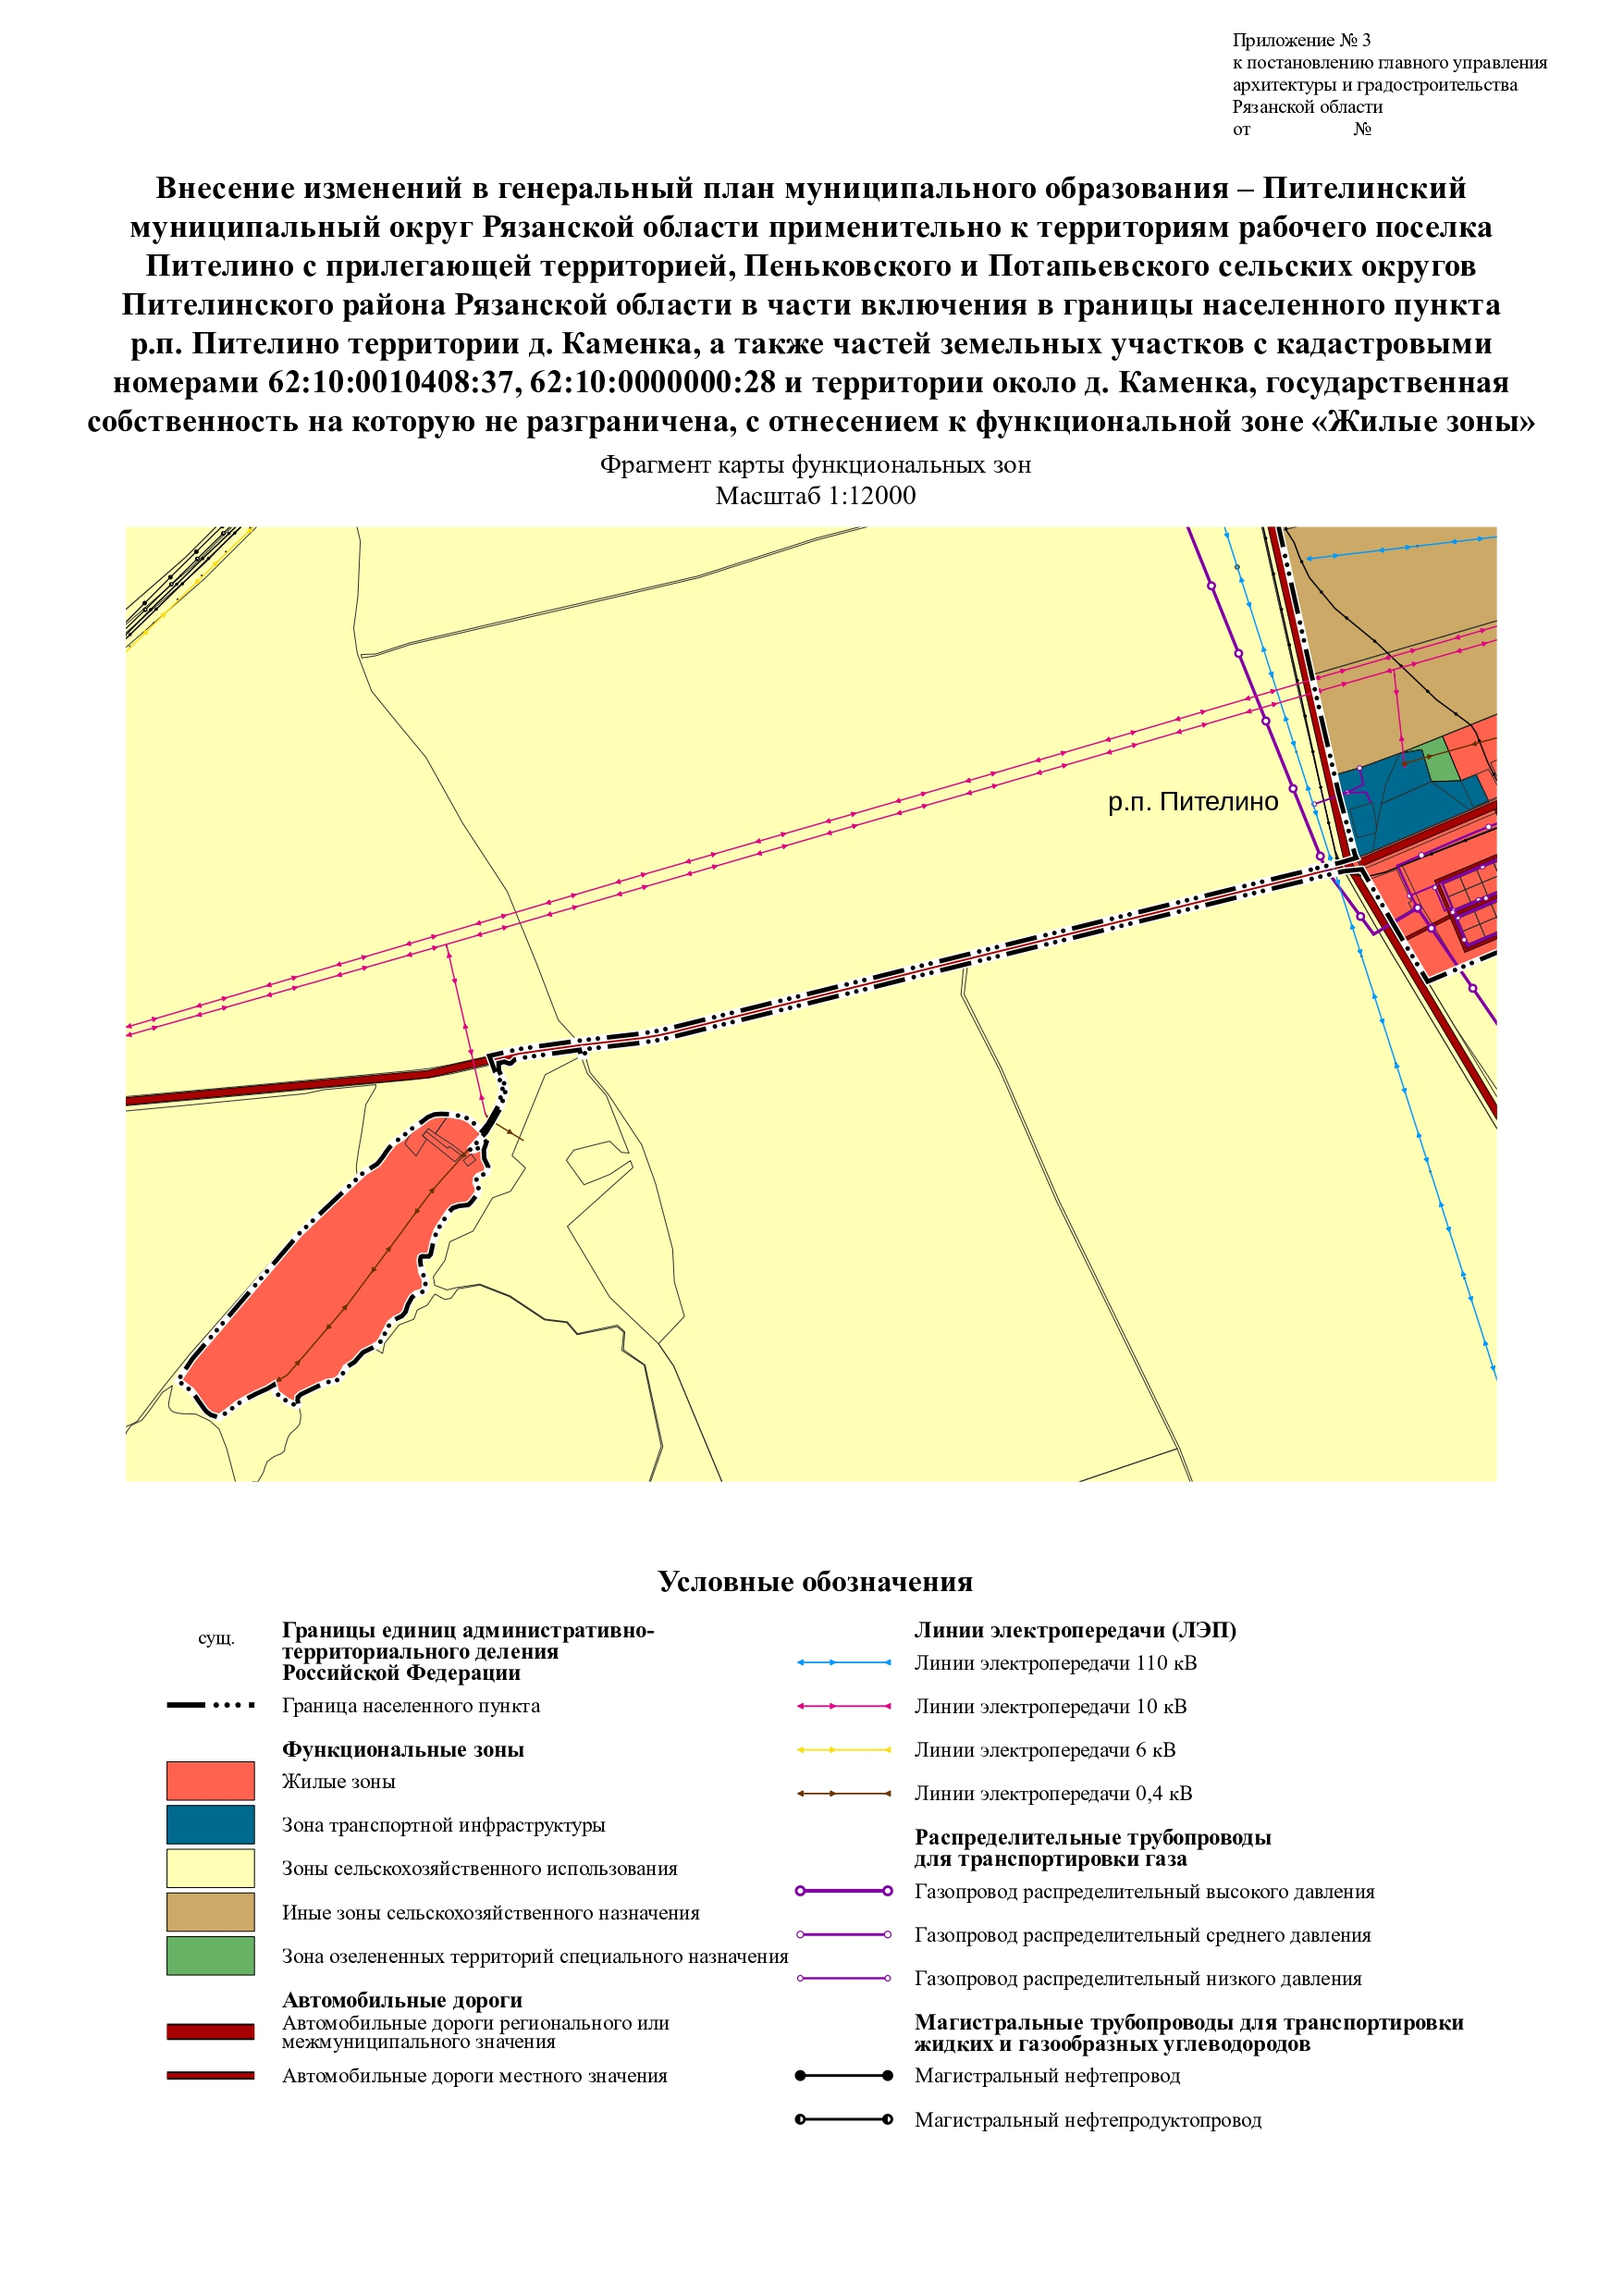 Приложение № 3
к постановлению главного управления
архитектуры и градостроительства
Рязанской области
от №
Внесение изменений в генеральный план муниципального образования – Пителинский
муниципальный округ Рязанской области применительно к территориям рабочего поселка
Пителино с прилегающей территорией, Пеньковского и Потапьевского сельских округов
Пителинского района Рязанской области в части включения в границы населенного пункта
р.п. Пителино территории д. Каменка, а также частей земельных участков с кадастровыми
номерами 62:10:0010408:37, 62:10:0000000:28 и территории около д. Каменка, государственная
собственность на которую не разграничена, с отнесением к функциональной зоне «Жилые зоны»
Фрагмент карты функциональных зон
Масштаб 1:12000
р.п. Пителино
Условные обозначения
сущ.
Границы единиц административно-
территориального деления
Российской Федерации
Граница населенного пункта
Функциональные зоны
Жилые зоны
Зона транспортной инфраструктуры
Зоны сельскохозяйственного использования
Иные зоны сельскохозяйственного назначения
Зона озелененных территорий специального назначения
Автомобильные дороги
Автомобильные дороги регионального или
межмуниципального значения
Автомобильные дороги местного значения
Линии электропередачи (ЛЭП)
Линии электропередачи 110 кВ
Линии электропередачи 10 кВ
Линии электропередачи 6 кВ
Линии электропередачи 0,4 кВ
Распределительные трубопроводы
для транспортировки газа
Газопровод распределительный высокого давления
Газопровод распределительный среднего давления
Газопровод распределительный низкого давления
Магистральные трубопроводы для транспортировки
жидких и газообразных углеводородов
Магистральный нефтепровод
Магистральный нефтепродуктопровод